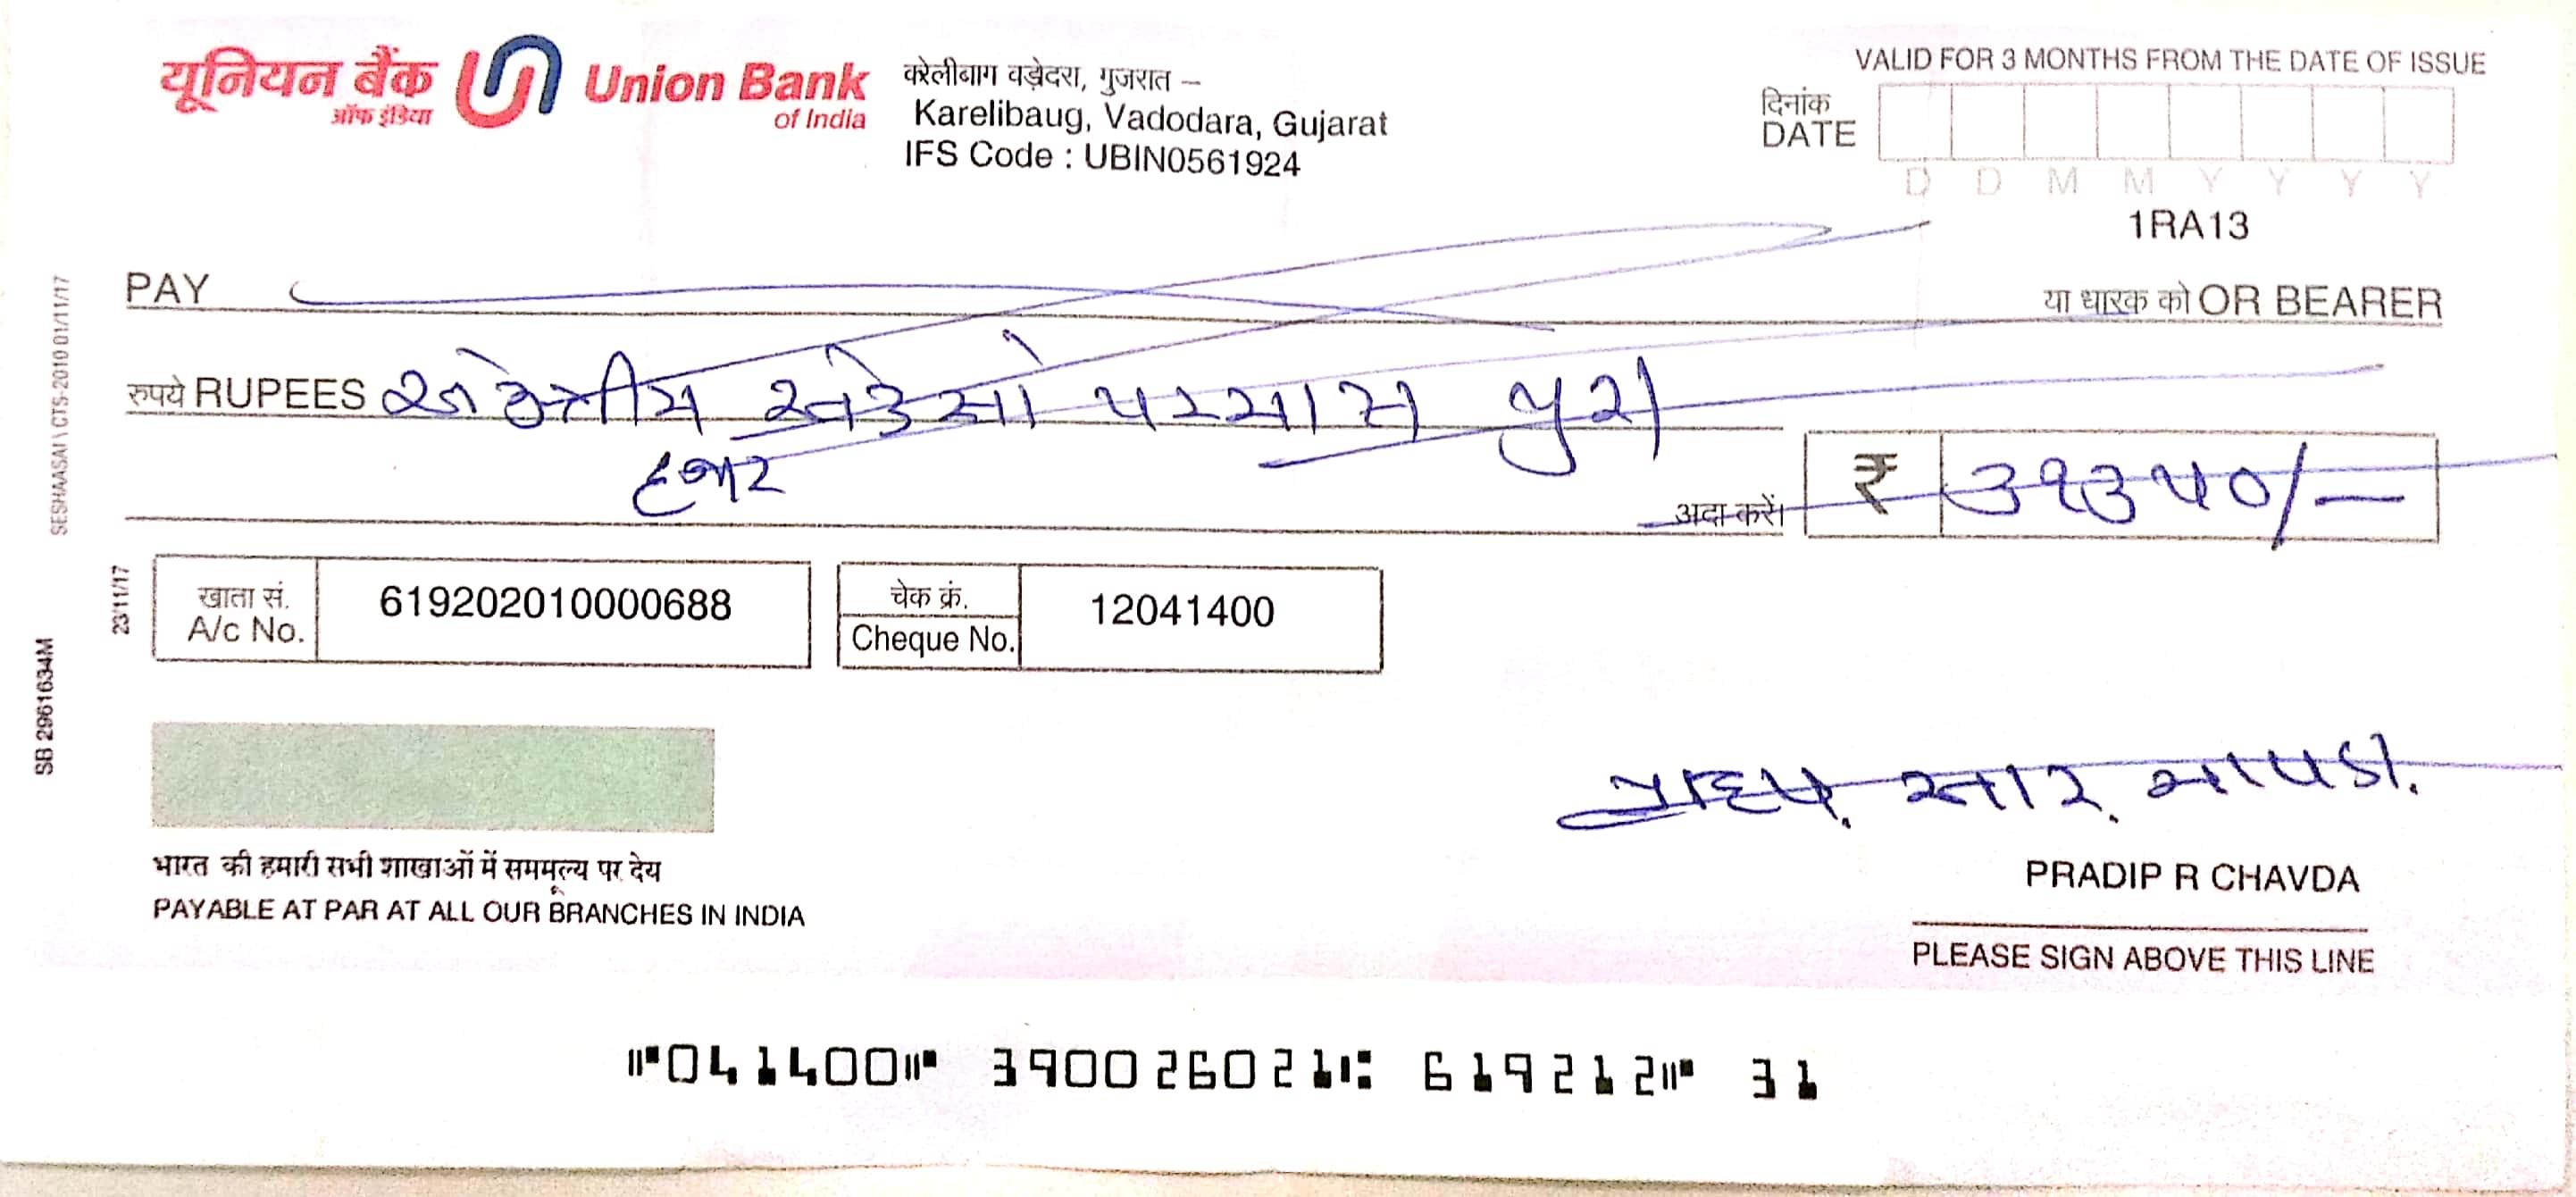 यूनियन बैंक
ऑफ इंडिया
Union Bank
of India
करेलीबाग वड़ेदरा, गुजरात –
Karelibaug, Vadodara, Gujarat
IFS Code : UBIN0561924
VALID FOR 3 MONTHS FROM THE DATE OF ISSUE
दिनांक
DATE
D D M M Y Y Y Y
1RA13
PAY
या धारक को OR BEARER
रुपये RUPEES એકત્રીસ ત્રણસો પચાસ પુરા
હજાર
अदा करें। ₹ ૩૧૩૫૦/–
SESHAASAI \ CTS-2010 01/11/17
23/11/17
SB 2961634M
खाता सं.
A/c No.
619202010000688
चेक क्रं.
Cheque No.
12041400
भारत की हमारी सभी शाखाओं में सममूल्य पर देय
PAYABLE AT PAR AT ALL OUR BRANCHES IN INDIA
પ્રદિપ. આર. ચાવડા.
PRADIP R CHAVDA
PLEASE SIGN ABOVE THIS LINE
⑈041400⑈ 390026021⑆ 619212⑈ 31